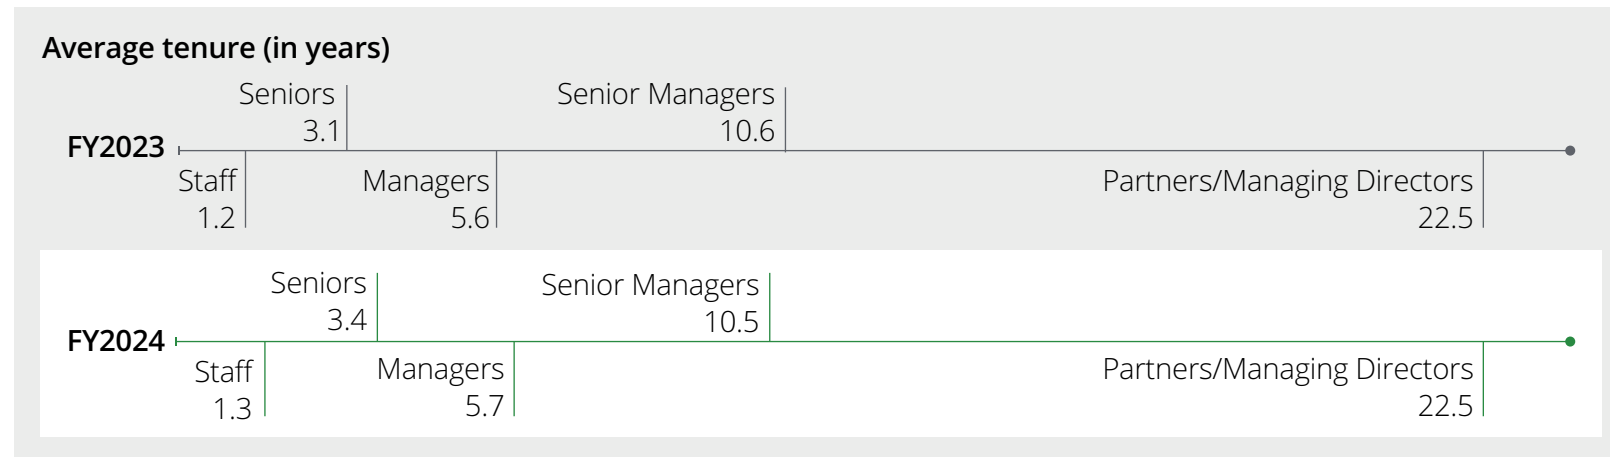 Average tenure (in years)
Seniors
3.1
Senior Managers
10.6
FY2023
Staff
1.2
Managers
5.6
Partners/Managing Directors
22.5
Seniors
3.4
Senior Managers
10.5
FY2024
Staff
1.3
Managers
5.7
Partners/Managing Directors
22.5